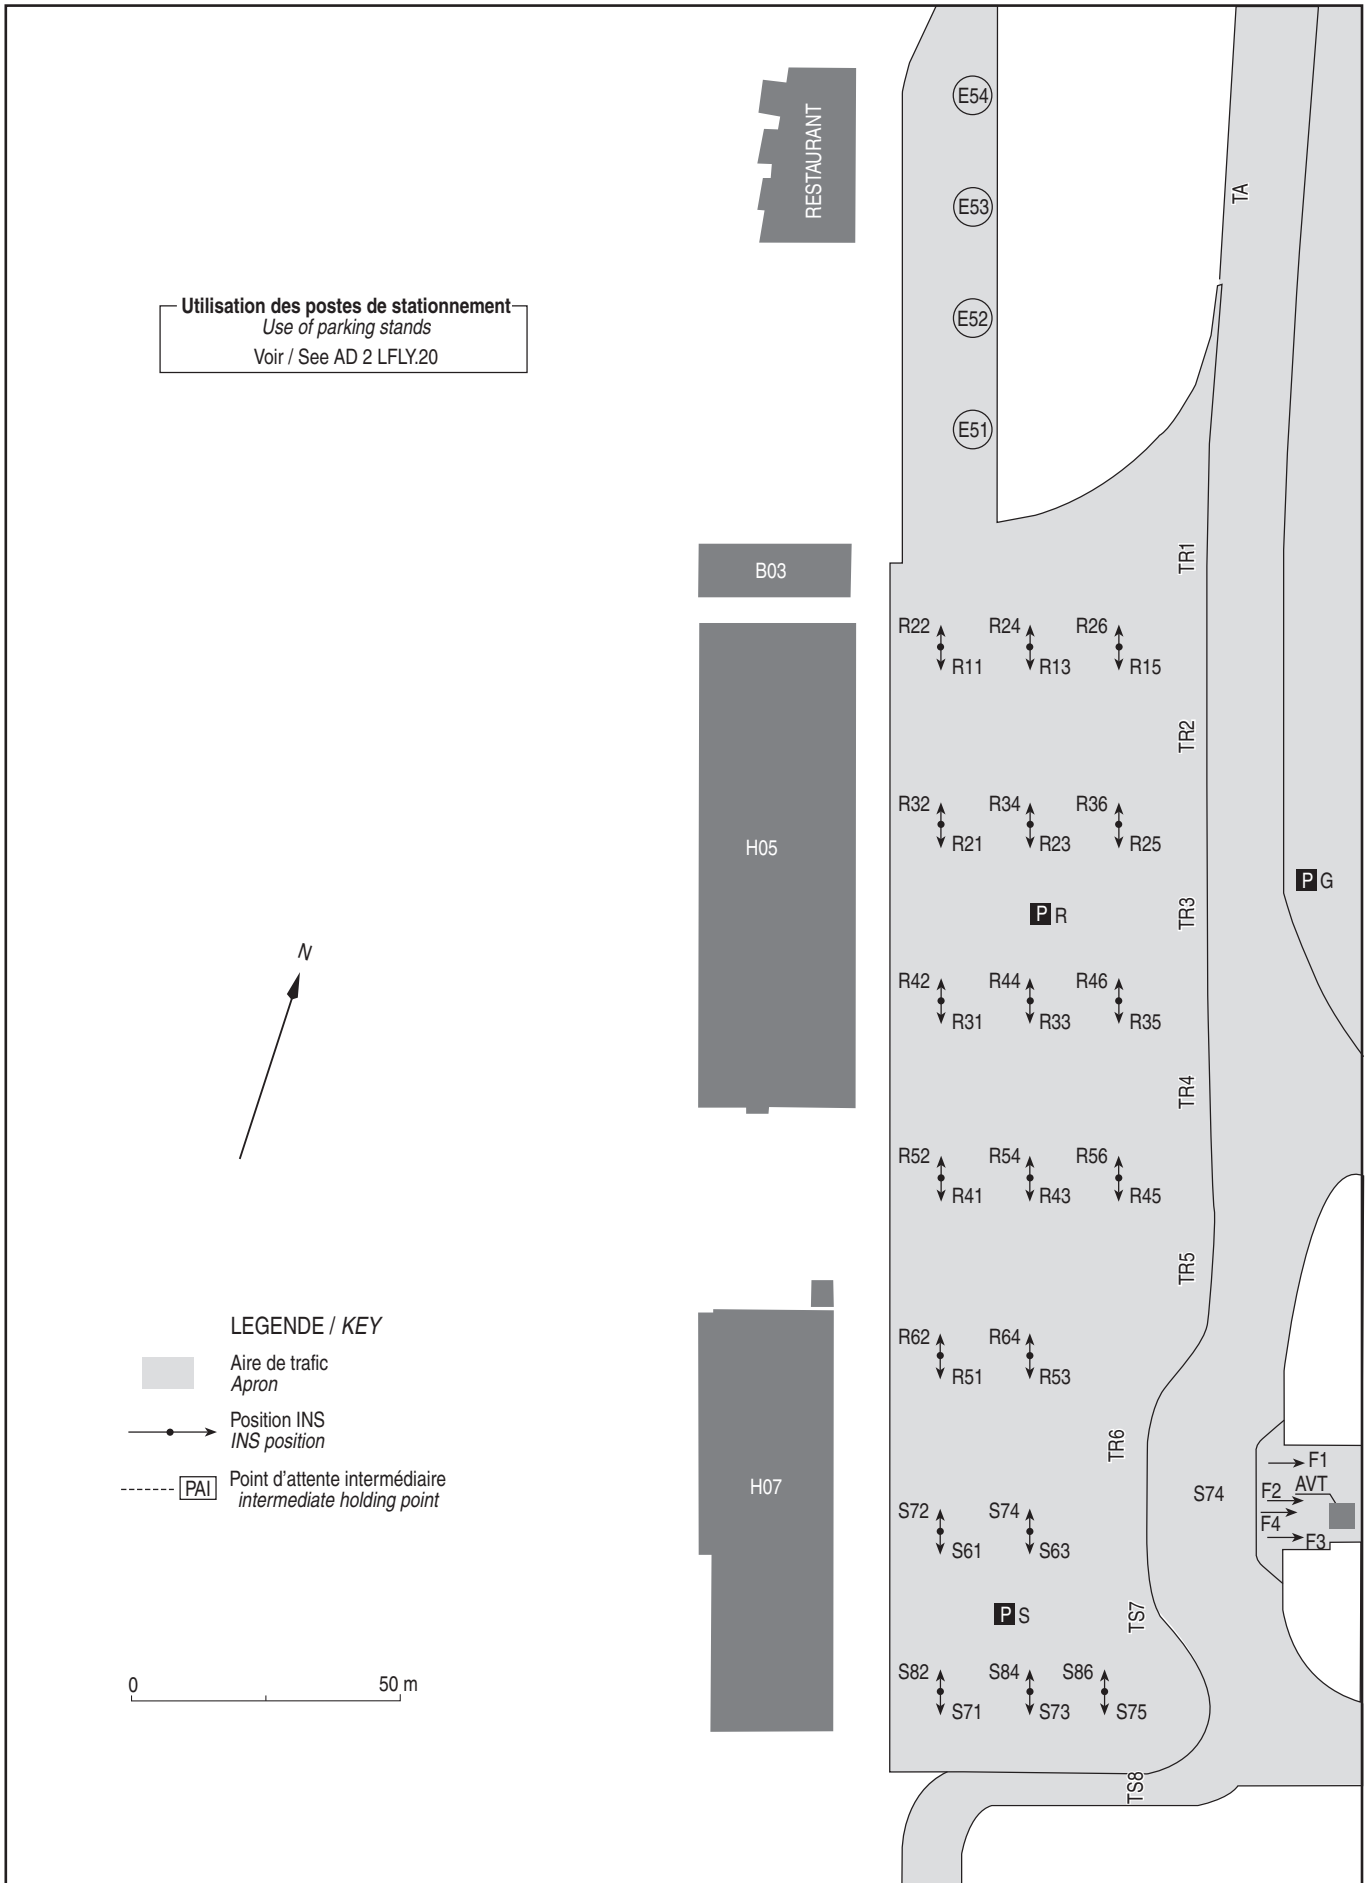 E54
RESTAURANT
TA
E53
Utilisation des postes de stationnement
Use of parking stands
Voir / See AD 2 LFLY.20
E52
E51
TR1
B03
R22 R24 R26
R11 R13 R15
TR2
R32 R34 R36
R21 R23 R25
H05
P G
P R
TR3
N
R42 R44 R46
R31 R33 R35
TR4
R52 R54 R56
R41 R43 R45
TR5
LEGENDE / KEY
Aire de trafic
Apron
Position INS
INS position
PAI
Point d'attente intermédiaire
intermediate holding point
R62 R64
R51 R53
TR6
F1
AVT
F2
F4
F3
S74
H07
S72 S74
S61 S63
P S
TS7
S82 S84 S86
S71 S73 S75
0 50 m
TS8